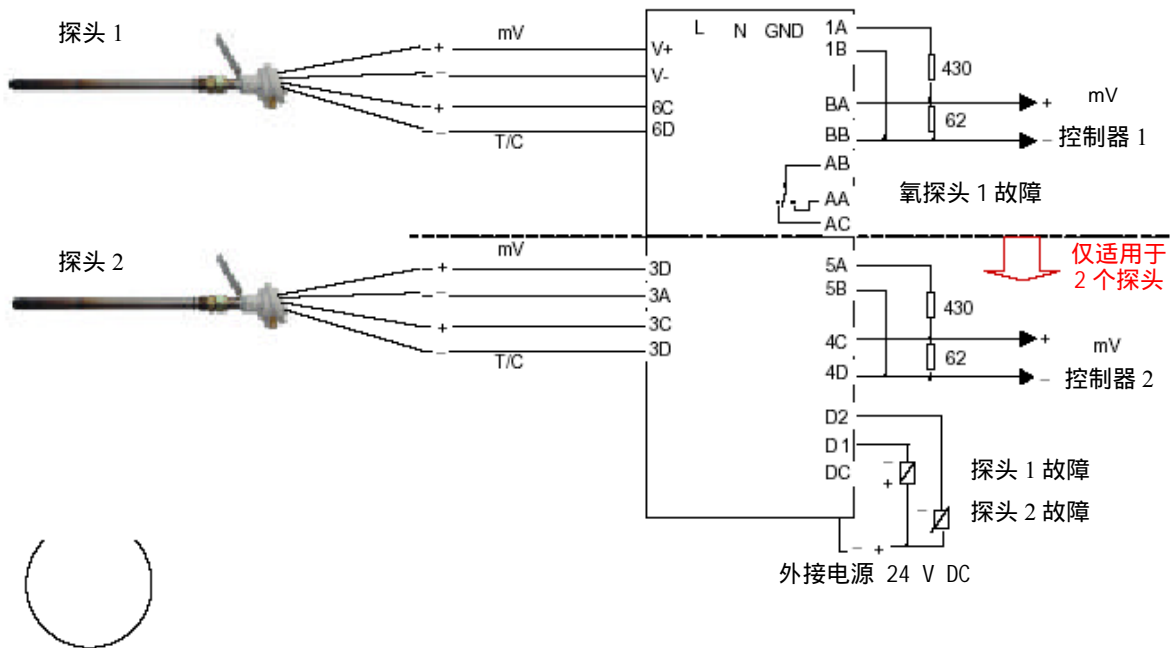 探头 1
+ mV
−
+
− T/C
V+
V-
6C
6D
L N GND
1A
1B
BA
BB
AB
AA
AC
430
62
+ mV
− 控制器 1
氧探头 1 故障
仅适用于
2 个探头
探头 2
mV
+
−
+
−
T/C
3D
3A
3C
3D
5A
5B
4C
4D
D2
D1
DC
430
62
+ mV
− 控制器 2
−
+
探头 1 故障
−
探头 2 故障
− +
外接电源 24 V DC